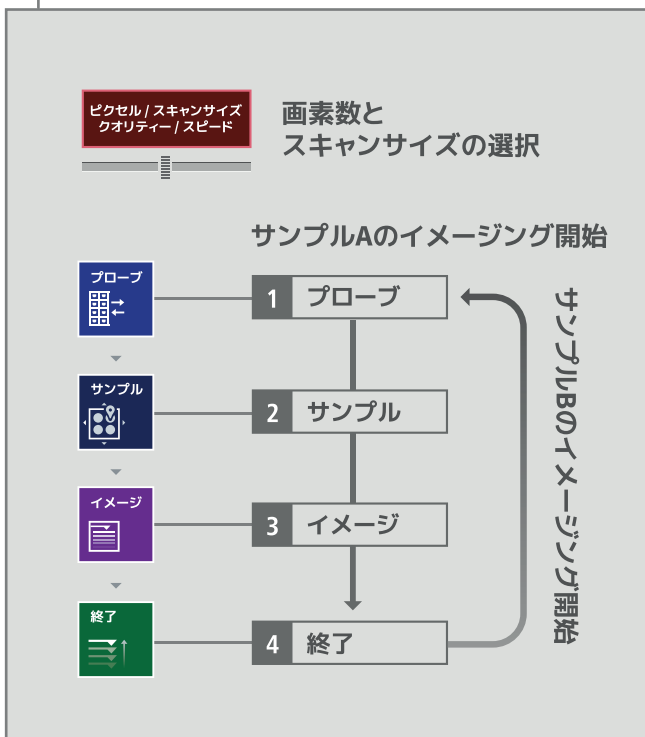 ピクセル / スキャンサイズ
クオリティー / スピード
画素数と
スキャンサイズの選択
サンプルAのイメージング開始
プローブ
1 プローブ
サンプル
2 サンプル
イメージ
3 イメージ
終了
4 終了
サンプルBのイメージング開始